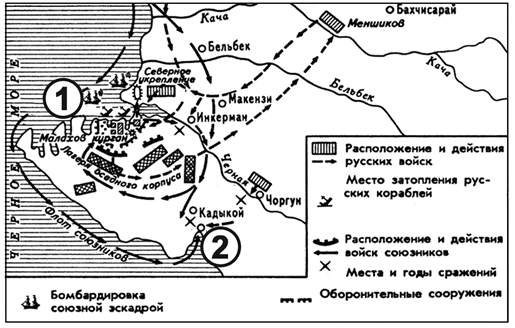 Бахчисарай
Кача
Меншиков
Бельбек
Кача
Бельбек
Северное
укрепление
ЧЕРНОЕ МОРЕ
1
Макензи
Инкерман
Малахов курган
Лагерь осадного корпуса
Черная
Чоргун
Флот союзников
Кадыкой
2
Расположение и действия
русских войск
Место затопления рус-
ских кораблей
Расположение и действия
войск союзников
Места и годы сражений
Бомбардировка
союзной эскадрой
Оборонительные сооружения